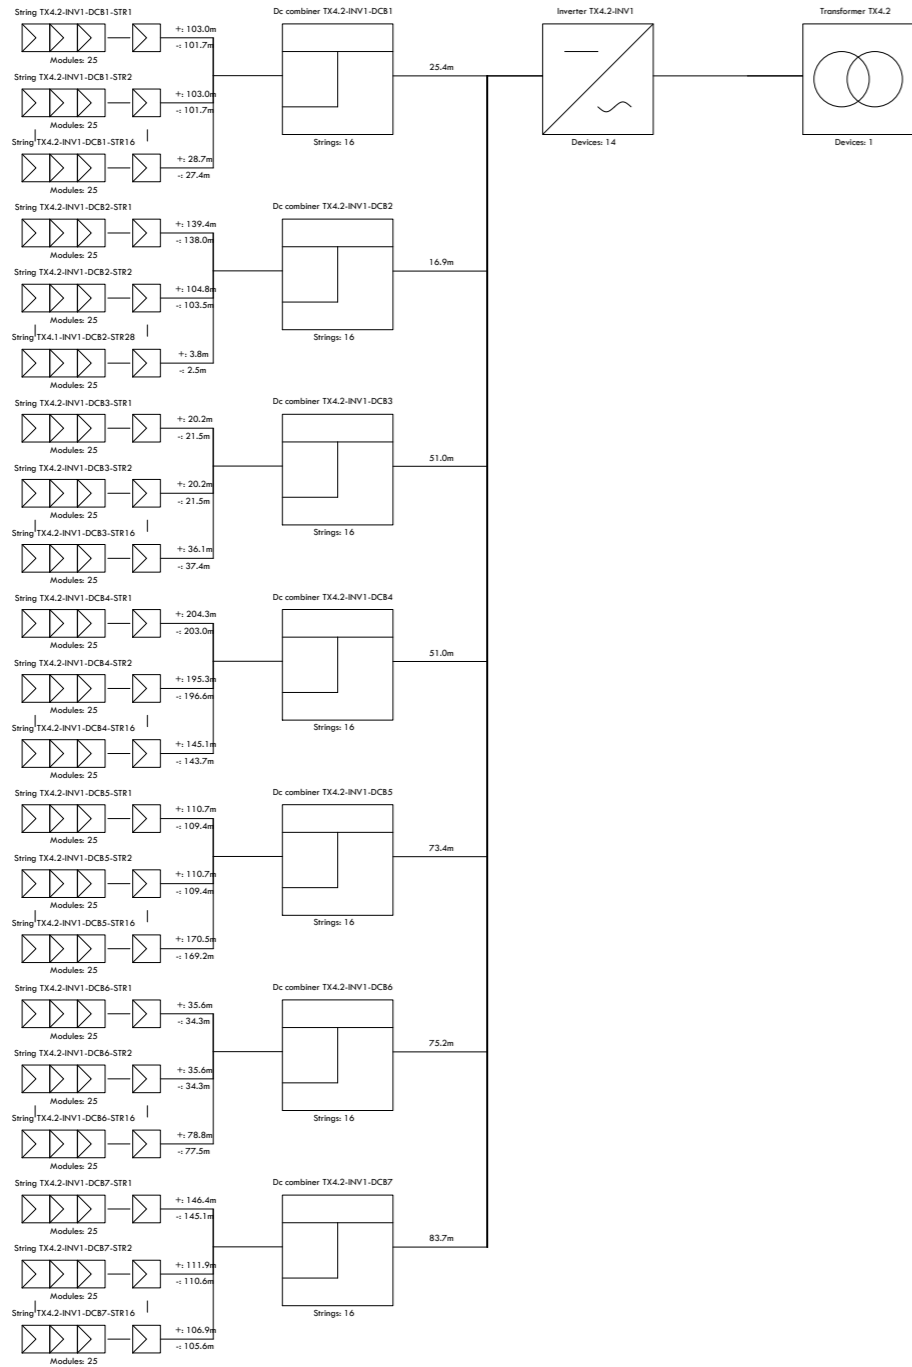 String TX4.2-INV1-DCB1-STR1
+: 103.0m
-: 101.7m
Modules: 25
String TX4.2-INV1-DCB1-STR2
+: 103.0m
-: 101.7m
Modules: 25
String TX4.2-INV1-DCB1-STR16
+: 28.7m
-: 27.4m
Modules: 25
Dc combiner TX4.2-INV1-DCB1
Strings: 16
25.4m
Inverter TX4.2-INV1
Devices: 14
Transformer TX4.2
Devices: 1
String TX4.2-INV1-DCB2-STR1
+: 139.4m
-: 138.0m
Modules: 25
String TX4.2-INV1-DCB2-STR2
+: 104.8m
-: 103.5m
Modules: 25
String TX4.1-INV1-DCB2-STR28
+: 3.8m
-: 2.5m
Modules: 25
Dc combiner TX4.2-INV1-DCB2
Strings: 16
16.9m
String TX4.2-INV1-DCB3-STR1
+: 20.2m
-: 21.5m
Modules: 25
String TX4.2-INV1-DCB3-STR2
+: 20.2m
-: 21.5m
Modules: 25
String TX4.2-INV1-DCB3-STR16
+: 36.1m
-: 37.4m
Modules: 25
Dc combiner TX4.2-INV1-DCB3
Strings: 16
51.0m
String TX4.2-INV1-DCB4-STR1
+: 204.3m
-: 203.0m
Modules: 25
String TX4.2-INV1-DCB4-STR2
+: 195.3m
-: 196.6m
Modules: 25
String TX4.2-INV1-DCB4-STR16
+: 145.1m
-: 143.7m
Modules: 25
Dc combiner TX4.2-INV1-DCB4
Strings: 16
51.0m
String TX4.2-INV1-DCB5-STR1
+: 110.7m
-: 109.4m
Modules: 25
String TX4.2-INV1-DCB5-STR2
+: 110.7m
-: 109.4m
Modules: 25
String TX4.2-INV1-DCB5-STR16
+: 170.5m
-: 169.2m
Modules: 25
Dc combiner TX4.2-INV1-DCB5
Strings: 16
73.4m
String TX4.2-INV1-DCB6-STR1
+: 35.6m
-: 34.3m
Modules: 25
String TX4.2-INV1-DCB6-STR2
+: 35.6m
-: 34.3m
Modules: 25
String TX4.2-INV1-DCB6-STR16
+: 78.8m
-: 77.5m
Modules: 25
Dc combiner TX4.2-INV1-DCB6
Strings: 16
75.2m
String TX4.2-INV1-DCB7-STR1
+: 146.4m
-: 145.1m
Modules: 25
String TX4.2-INV1-DCB7-STR2
+: 111.9m
-: 110.6m
Modules: 25
String TX4.2-INV1-DCB7-STR16
+: 106.9m
-: 105.6m
Modules: 25
Dc combiner TX4.2-INV1-DCB7
Strings: 16
83.7m